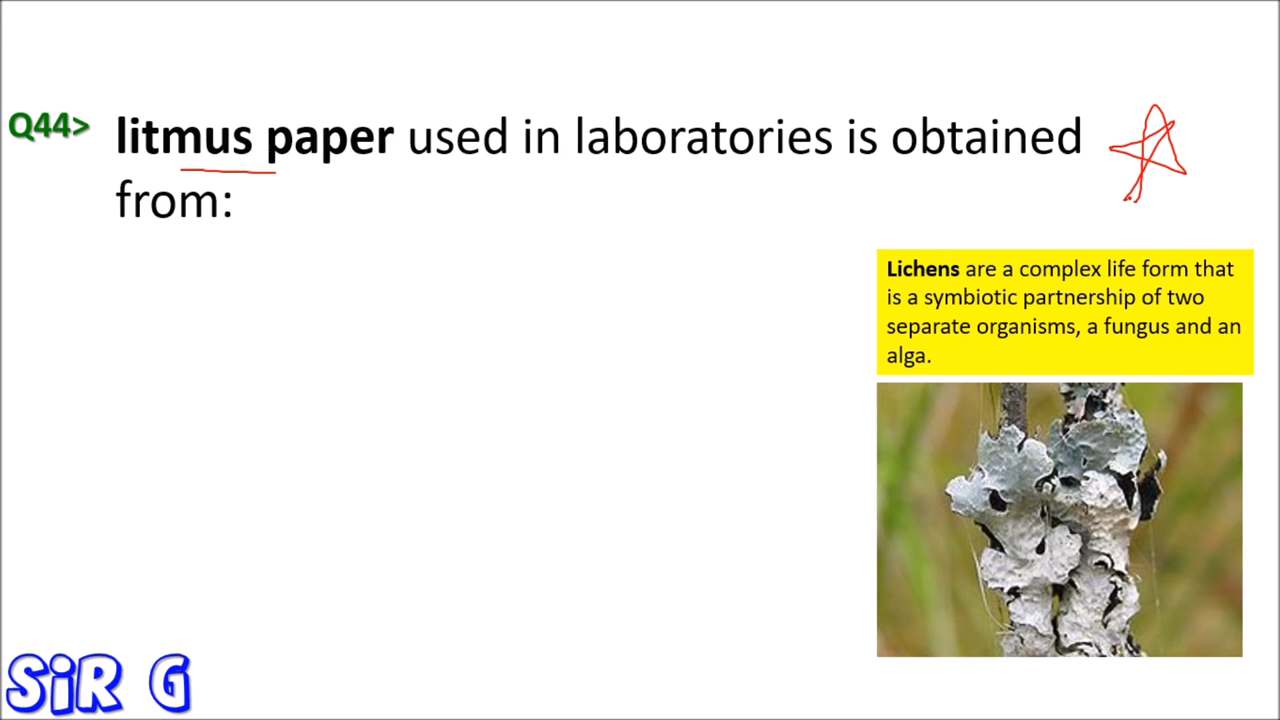 Q44>
litmus paper used in laboratories is obtained
from:
Lichens are a complex life form that
is a symbiotic partnership of two
separate organisms, a fungus and an
alga.
SiR G